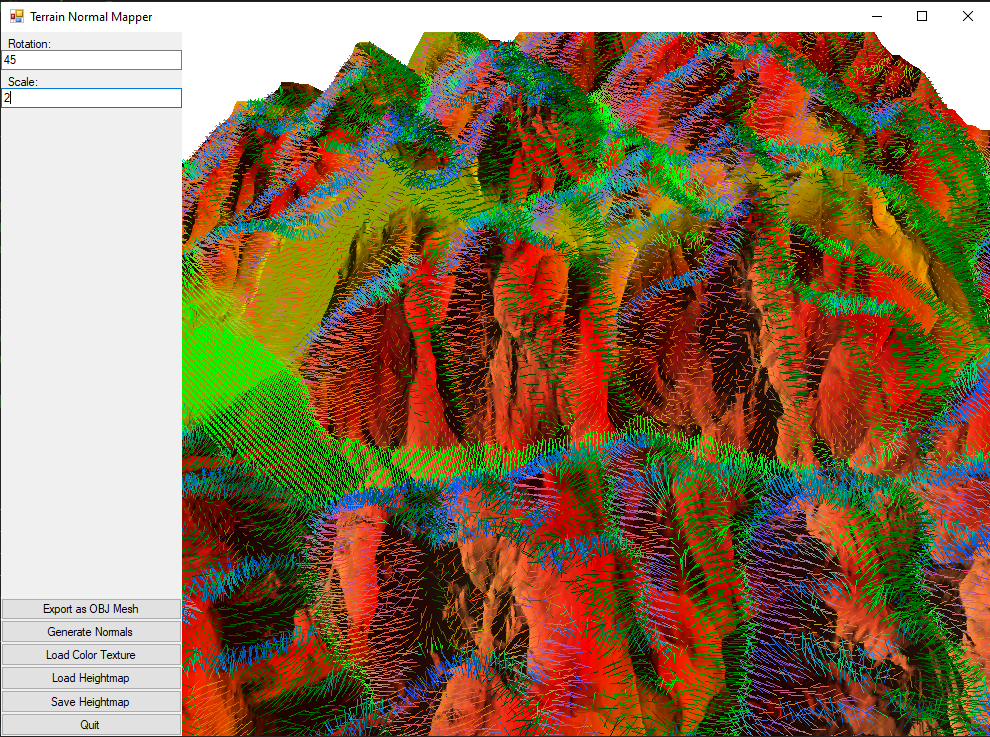 Terrain Normal Mapper
Rotation:
45
Scale:
2
Export as OBJ Mesh
Generate Normals
Load Color Texture
Load Heightmap
Save Heightmap
Quit